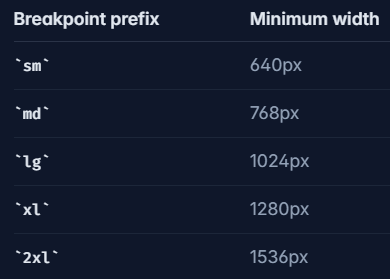 Breakpoint prefix Minimum width
`sm` 640px
`md` 768px
`lg` 1024px
`xl` 1280px
`2xl` 1536px